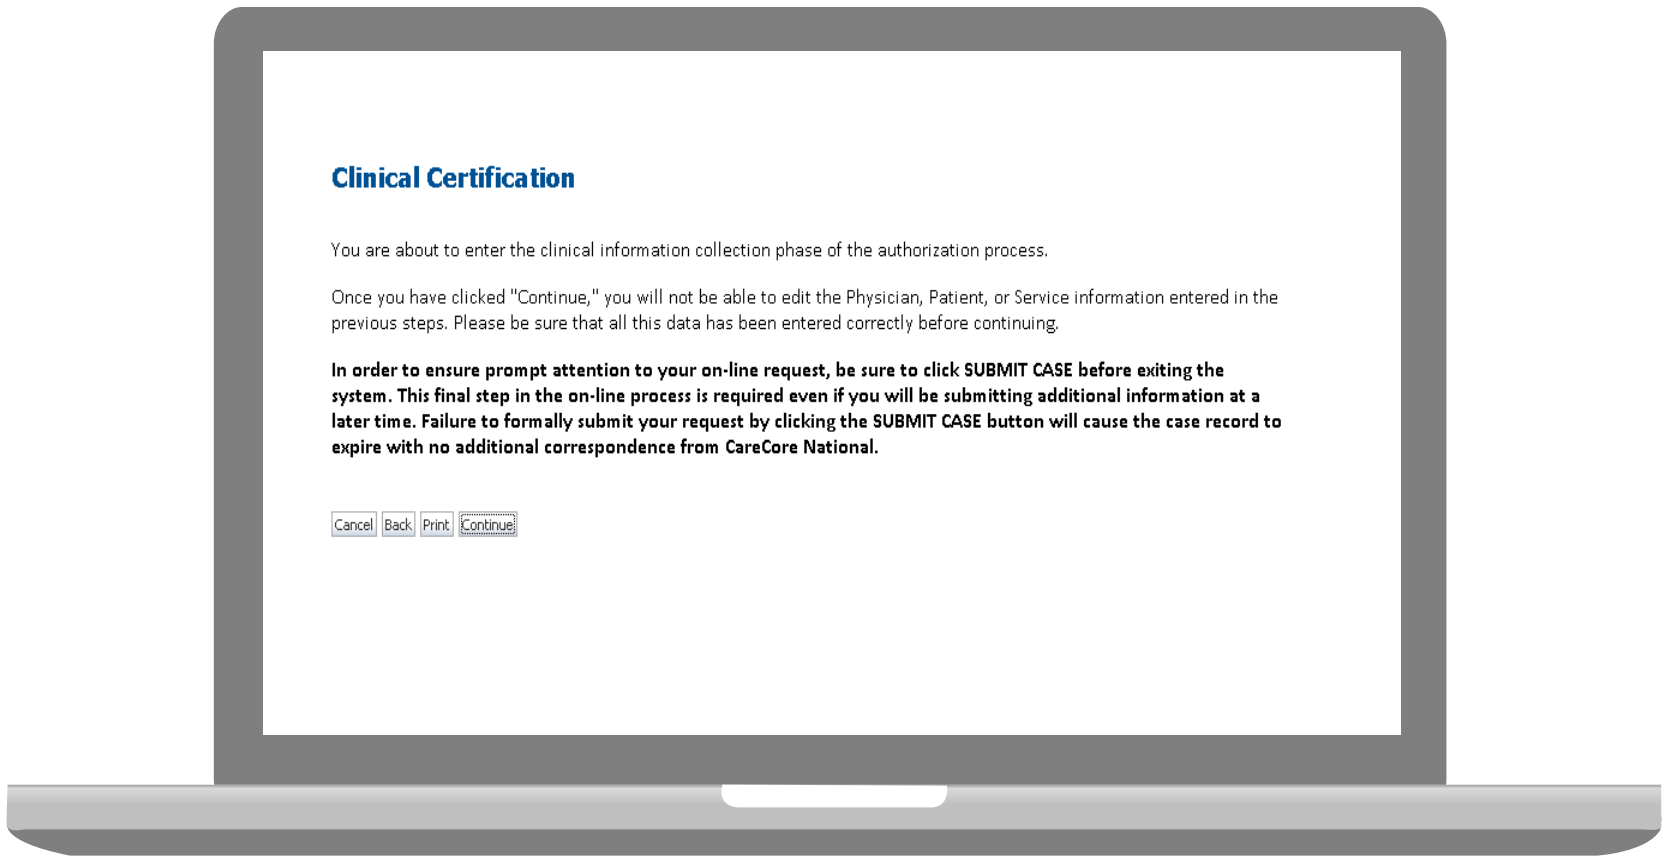 Clinical Certification
You are about to enter the clinical information collection phase of the authorization process.
Once you have clicked "Continue," you will not be able to edit the Physician, Patient, or Service information entered in the
previous steps. Please be sure that all this data has been entered correctly before continuing.
In order to ensure prompt attention to your on-line request, be sure to click SUBMIT CASE before exiting the
system. This final step in the on-line process is required even if you will be submitting additional information at a
later time. Failure to formally submit your request by clicking the SUBMIT CASE button will cause the case record to
expire with no additional correspondence from CareCore National.
Cancel Back Print Continue